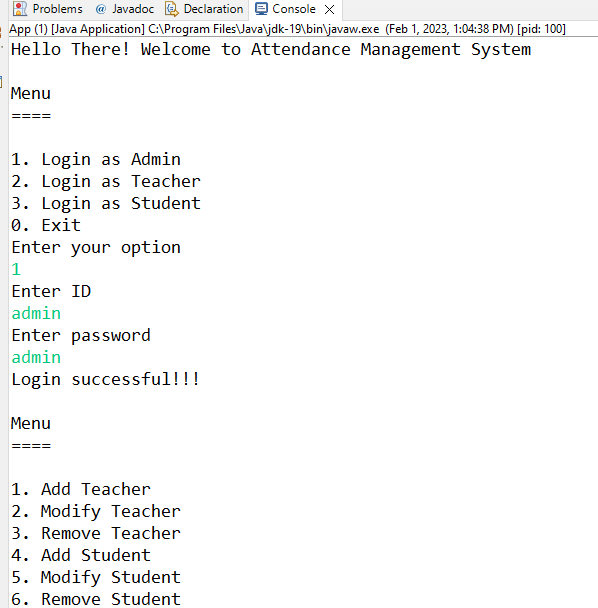 Problems @ Javadoc Declaration Console
App (1) [Java Application] C:\Program Files\Java\jdk-19\bin\javaw.exe (Feb 1, 2023, 1:04:38 PM) [pid: 100]
Hello There! Welcome to Attendance Management System
Menu
====
1. Login as Admin
2. Login as Teacher
3. Login as Student
0. Exit
Enter your option
1
Enter ID
admin
Enter password
admin
Login successful!!!
Menu
====
1. Add Teacher
2. Modify Teacher
3. Remove Teacher
4. Add Student
5. Modify Student
6. Remove Student